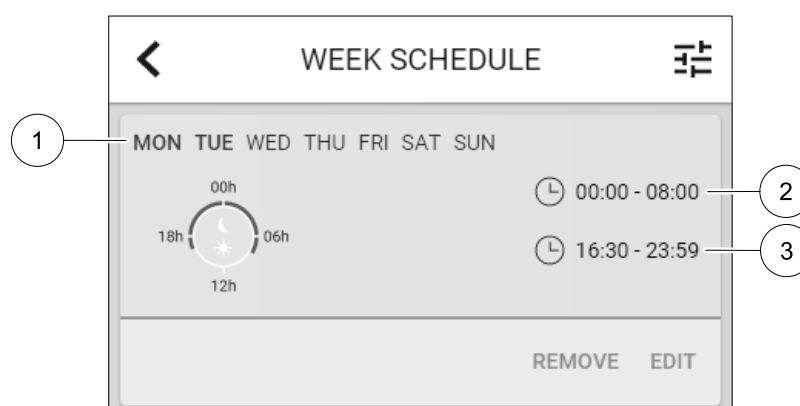 WEEK SCHEDULE
1
MON TUE WED THU FRI SAT SUN
00h
00:00 - 08:00
2
18h
06h
16:30 - 23:59
3
12h
REMOVE EDIT